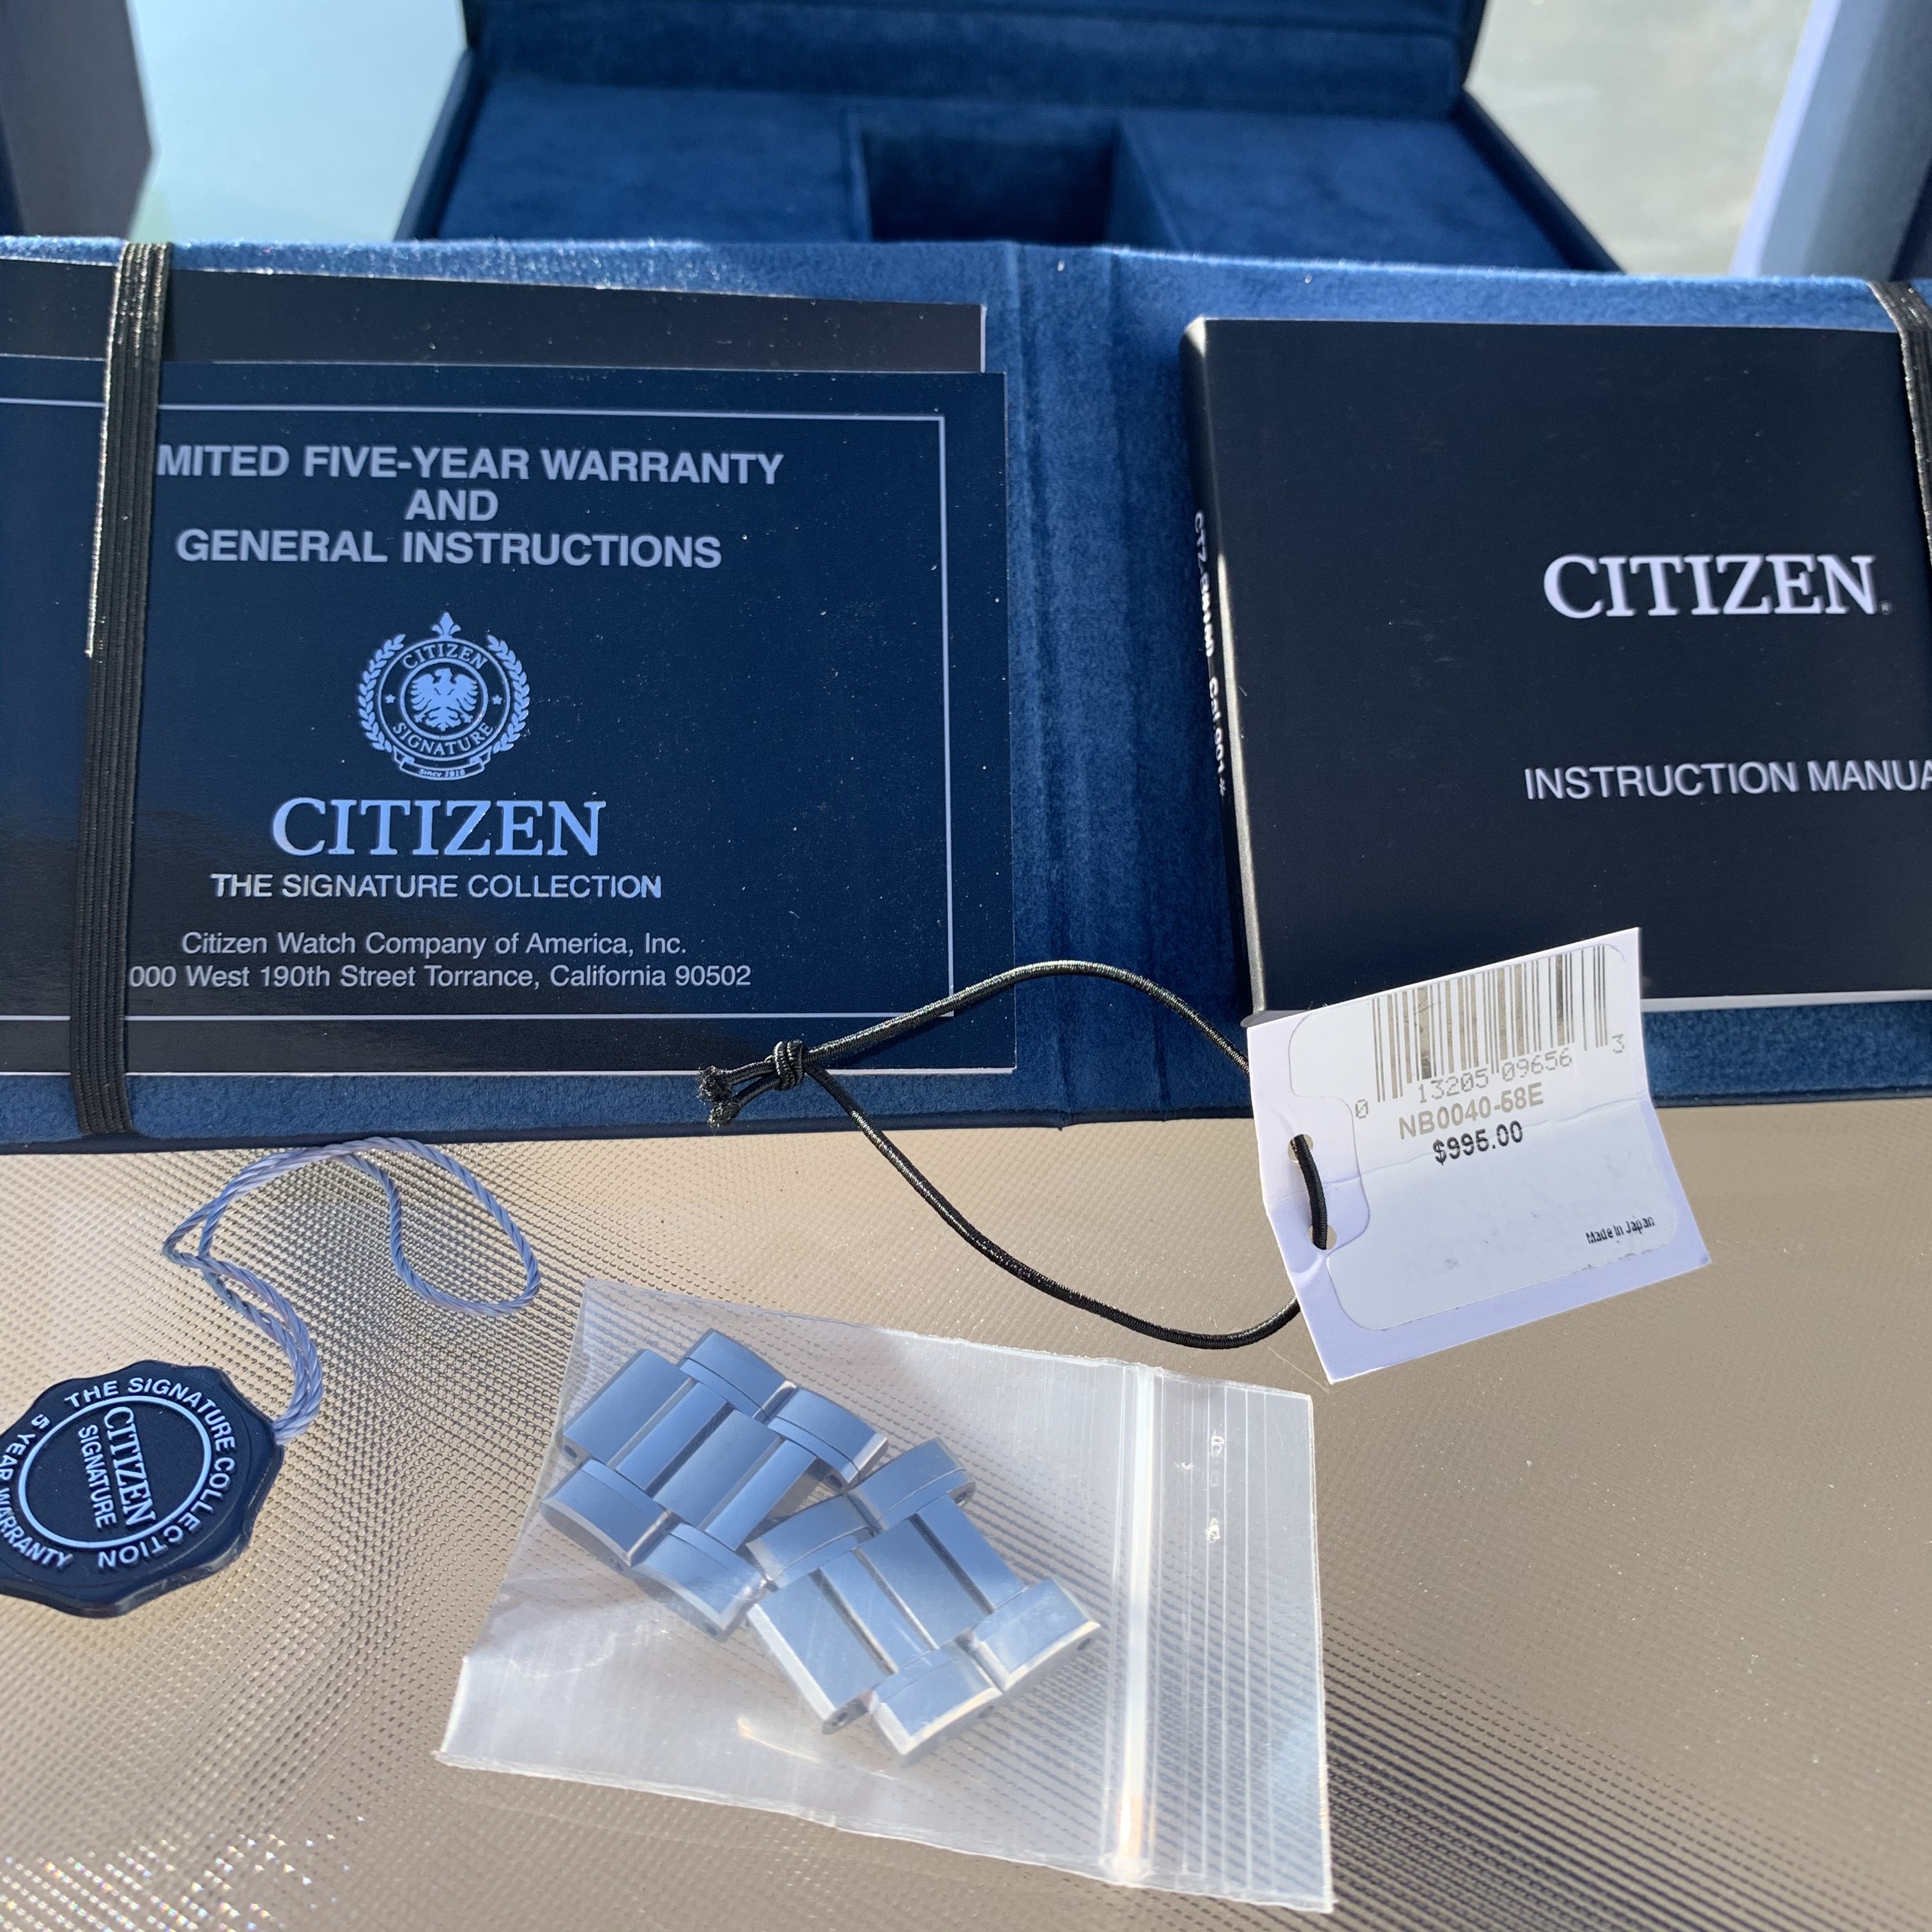 MITED FIVE-YEAR WARRANTY
AND
GENERAL INSTRUCTIONS
CITIZEN
SIGNATURE
Since 1918
CITIZEN
THE SIGNATURE COLLECTION
Citizen Watch Company of America, Inc.
000 West 190th Street Torrance, California 90502
CITIZEN
INSTRUCTION MANUA
0 13205 09656 3
NB0040-58E
$995.00
Made In Japan
THE SIGNATURE COLLECTION
5 YEAR WARRANTY
CITIZEN
SIGNATURE